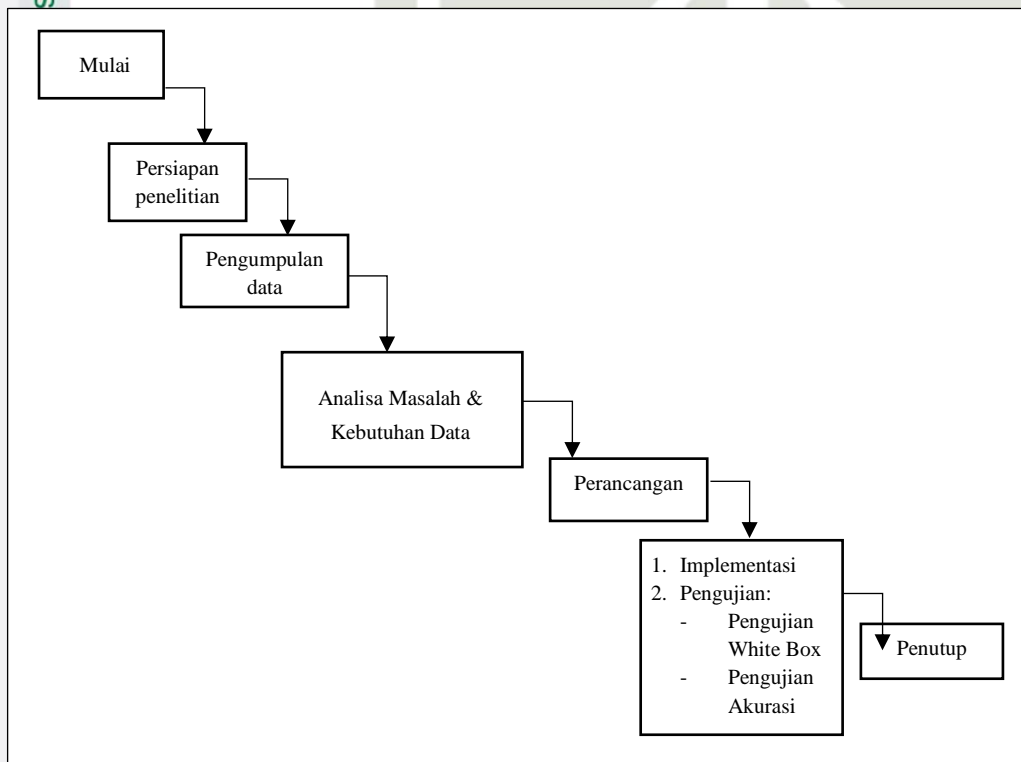 Mulai
Persiapan
penelitian
Pengumpulan
data
Analisa Masalah &
Kebutuhan Data
Perancangan
1. Implementasi
2. Pengujian:
- Pengujian
White Box
- Pengujian
Akurasi
Penutup